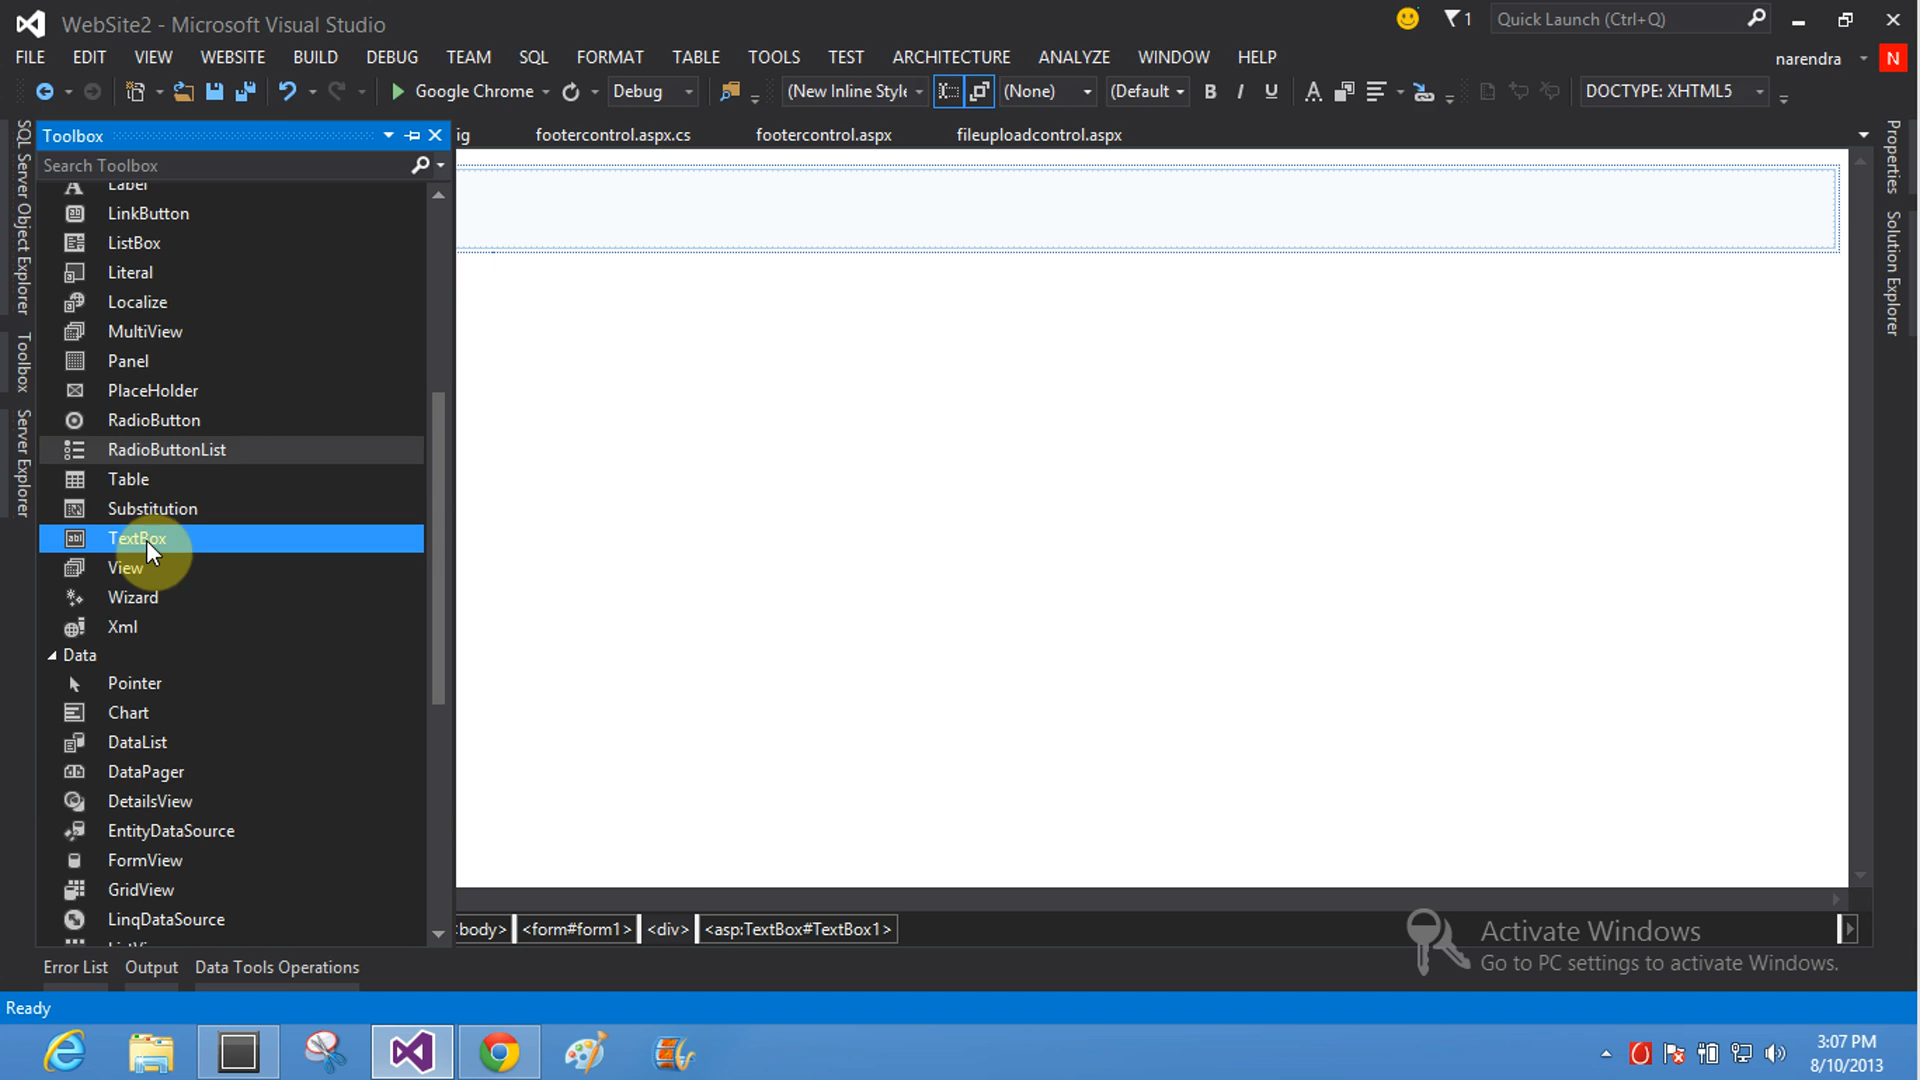 WebSite2 - Microsoft Visual Studio
1
Quick Launch (Ctrl+Q)
FILE EDIT VIEW WEBSITE BUILD DEBUG TEAM SQL FORMAT TABLE TOOLS TEST ARCHITECTURE ANALYZE WINDOW HELP
narendra N
Google Chrome Debug (New Inline Style (None) (Default B I U A DOCTYPE: XHTML5
Toolbox
ig footercontrol.aspx.cs footercontrol.aspx fileuploadcontrol.aspx
Search Toolbox
SQL Server Object Explorer
Toolbox
Server Explorer
Label
LinkButton
ListBox
Literal
Localize
MultiView
Panel
PlaceHolder
RadioButton
RadioButtonList
Table
Substitution
TextBox
View
Wizard
Xml
Data
Pointer
Chart
DataList
DataPager
DetailsView
EntityDataSource
FormView
GridView
LinqDataSource
ListView
Properties
Solution Explorer
body> <form#form1> <div> <asp:TextBox#TextBox1>
Activate Windows
Go to PC settings to activate Windows.
Error List Output Data Tools Operations
Ready
3:07 PM
8/10/2013